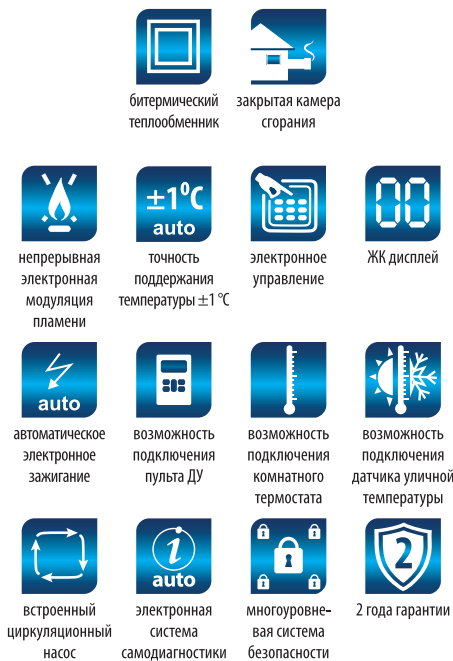 битермический
теплообменник
закрытая камера
сгорания
±1⁰C
auto
00
непрерывная
электронная
модуляция
пламени
точность
поддержания
температуры ±1 °C
электронное
управление
ЖК дисплей
auto
автоматическое
электронное
зажигание
возможность
подключения
пульта ДУ
возможность
подключения
комнатного
термостата
возможность
подключения
датчика уличной
температуры
i
auto
2
встроенный
циркуляционный
насос
электронная
система
самодиагностики
многоуровне-
вая система
безопасности
2 года гарантии